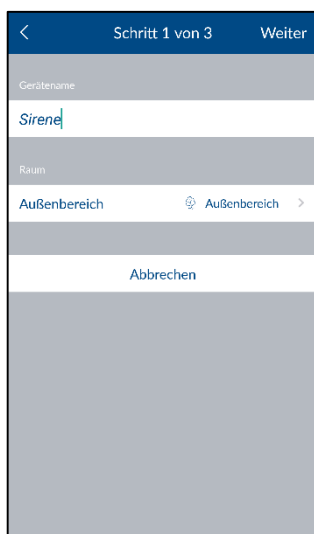 Schritt 1 von 3 Weiter
Gerätename
Sirene
Raum
Außenbereich Außenbereich
Abbrechen